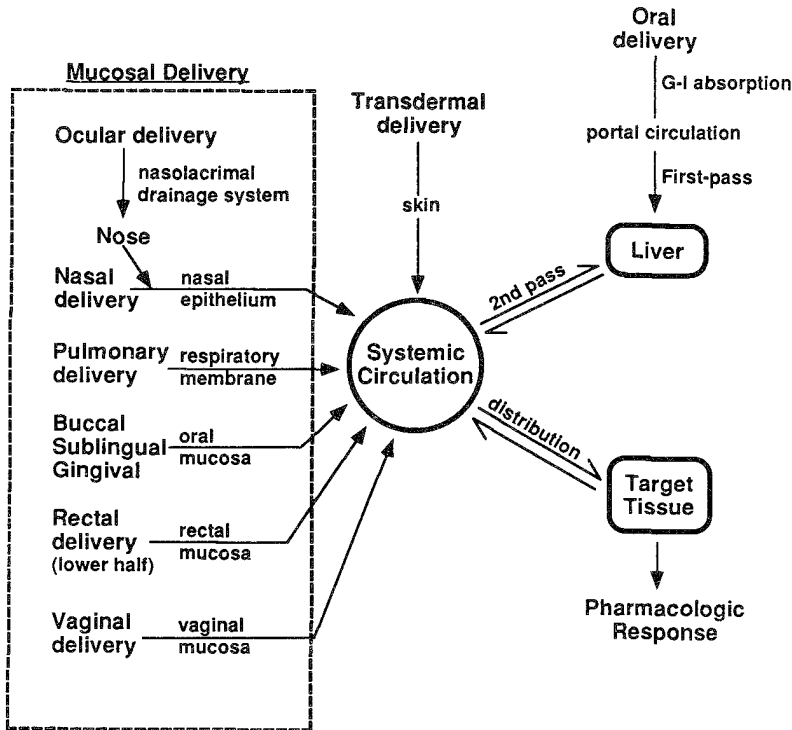 Mucosal Delivery
Ocular delivery
nasolacrimal
drainage system
Nose
Nasal
delivery
nasal
epithelium
Pulmonary
delivery
respiratory
membrane
Buccal
Sublingual
Gingival
oral
mucosa
Rectal
delivery
(lower half)
rectal
mucosa
Vaginal
delivery
vaginal
mucosa
Transdermal
delivery
skin
Systemic
Circulation
Oral
delivery
G-I absorption
portal circulation
First-pass
Liver
2nd pass
distribution
Target
Tissue
Pharmacologic
Response